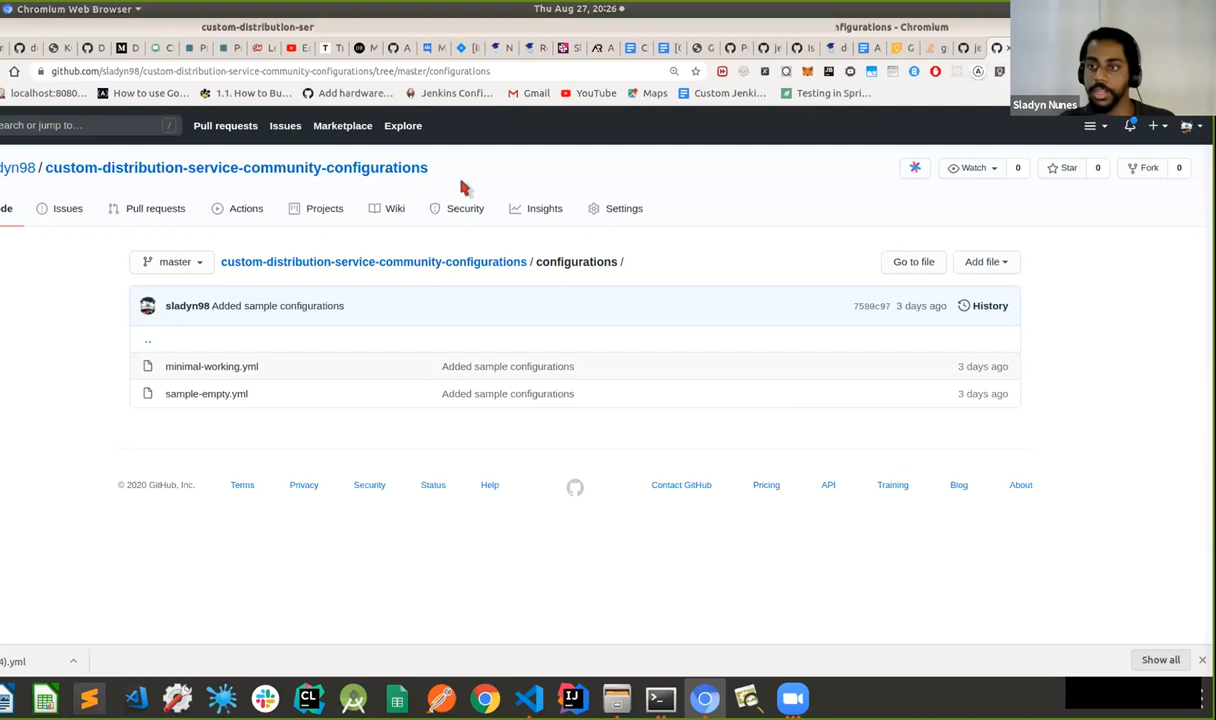 Chromium Web Browser
Thu Aug 27, 20:26
custom-distribution-ser
figurations - Chromium
github.com/sladyn98/custom-distribution-service-community-configurations/tree/master/configurations
localhost:8080...
How to use Go...
1.1. How to Bu...
Add hardware...
Jenkins Confi...
Gmail
YouTube
Maps
Custom Jenki...
Testing in Spri...
Sladyn Nunes
earch or jump to...
/
Pull requests
Issues
Marketplace
Explore
dyn98 / custom-distribution-service-community-configurations
Watch
0
Star
0
Fork
0
de
Issues
Pull requests
Actions
Projects
Wiki
Security
Insights
Settings
master
custom-distribution-service-community-configurations / configurations /
Go to file
Add file
sladyn98 Added sample configurations
7580c97 3 days ago
History
..
minimal-working.yml
Added sample configurations
3 days ago
sample-empty.yml
Added sample configurations
3 days ago
© 2020 GitHub, Inc.
Terms
Privacy
Security
Status
Help
Contact GitHub
Pricing
API
Training
Blog
About
4).yml
Show all